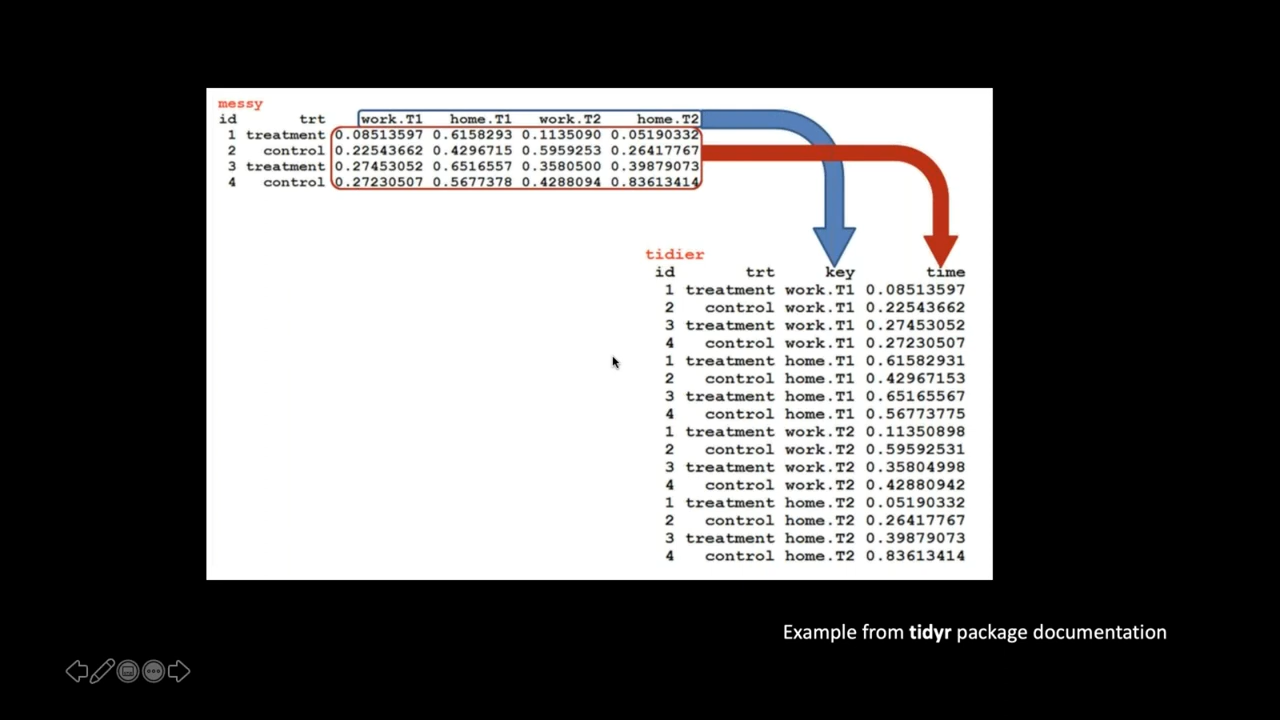 messy
id trt work.T1 home.T1 work.T2 home.T2
1 treatment 0.08513597 0.6158293 0.1135090 0.05190332
2 control 0.22543662 0.4296715 0.5959253 0.26417767
3 treatment 0.27453052 0.6516557 0.3580500 0.39879073
4 control 0.27230507 0.5677378 0.4288094 0.83613414
tidier
id trt key time
1 treatment work.T1 0.08513597
2 control work.T1 0.22543662
3 treatment work.T1 0.27453052
4 control work.T1 0.27230507
1 treatment home.T1 0.61582931
2 control home.T1 0.42967153
3 treatment home.T1 0.65165567
4 control home.T1 0.56773775
1 treatment work.T2 0.11350898
2 control work.T2 0.59592531
3 treatment work.T2 0.35804998
4 control work.T2 0.42880942
1 treatment home.T2 0.05190332
2 control home.T2 0.26417767
3 treatment home.T2 0.39879073
4 control home.T2 0.83613414
Example from tidyr package documentation